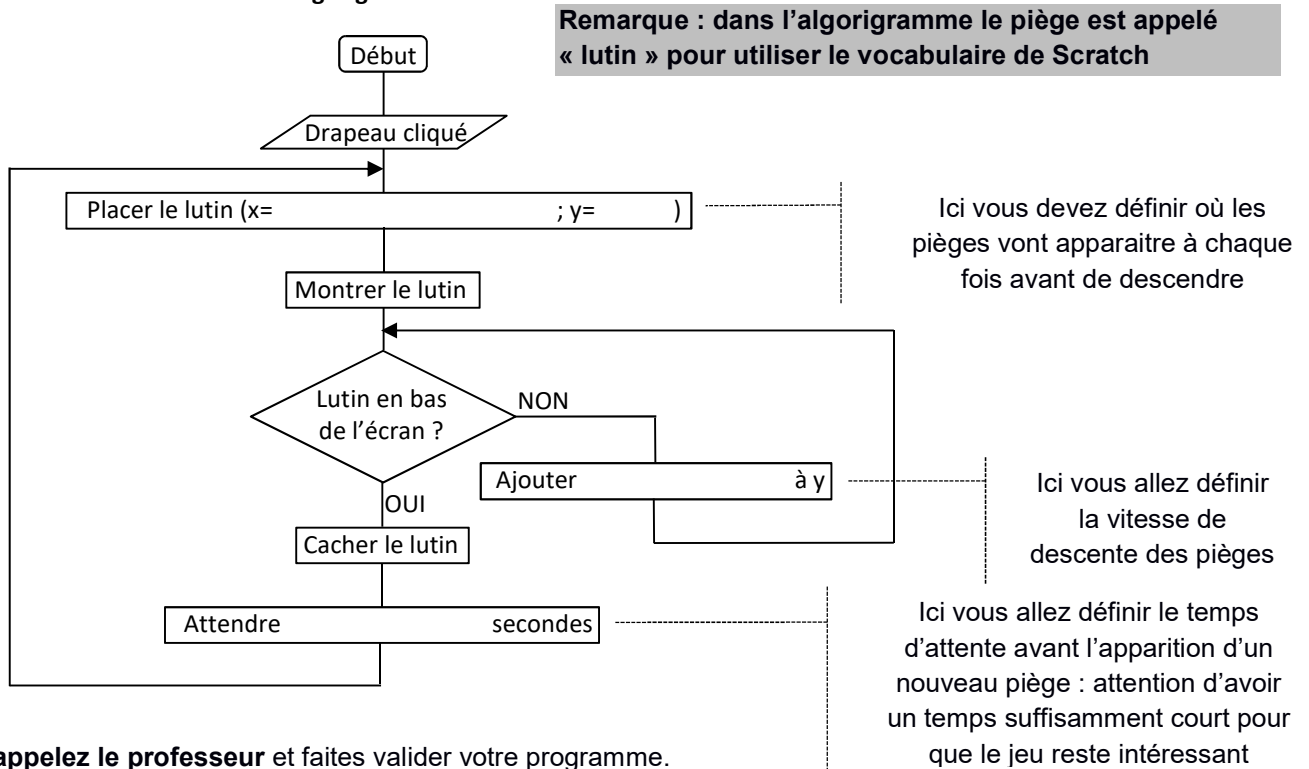 Remarque : dans l’algorigramme le piège est appelé
« lutin » pour utiliser le vocabulaire de Scratch
Début
Drapeau cliqué
Placer le lutin (x= ; y= )
Ici vous devez définir où les
pièges vont apparaitre à chaque
fois avant de descendre
Montrer le lutin
Lutin en bas
de l’écran ?
NON
Ajouter à y
Ici vous allez définir
la vitesse de
descente des pièges
OUI
Cacher le lutin
Attendre secondes
Ici vous allez définir le temps
d’attente avant l’apparition d’un
nouveau piège : attention d’avoir
un temps suffisamment court pour
que le jeu reste intéressant
appelez le professeur et faites valider votre programme.